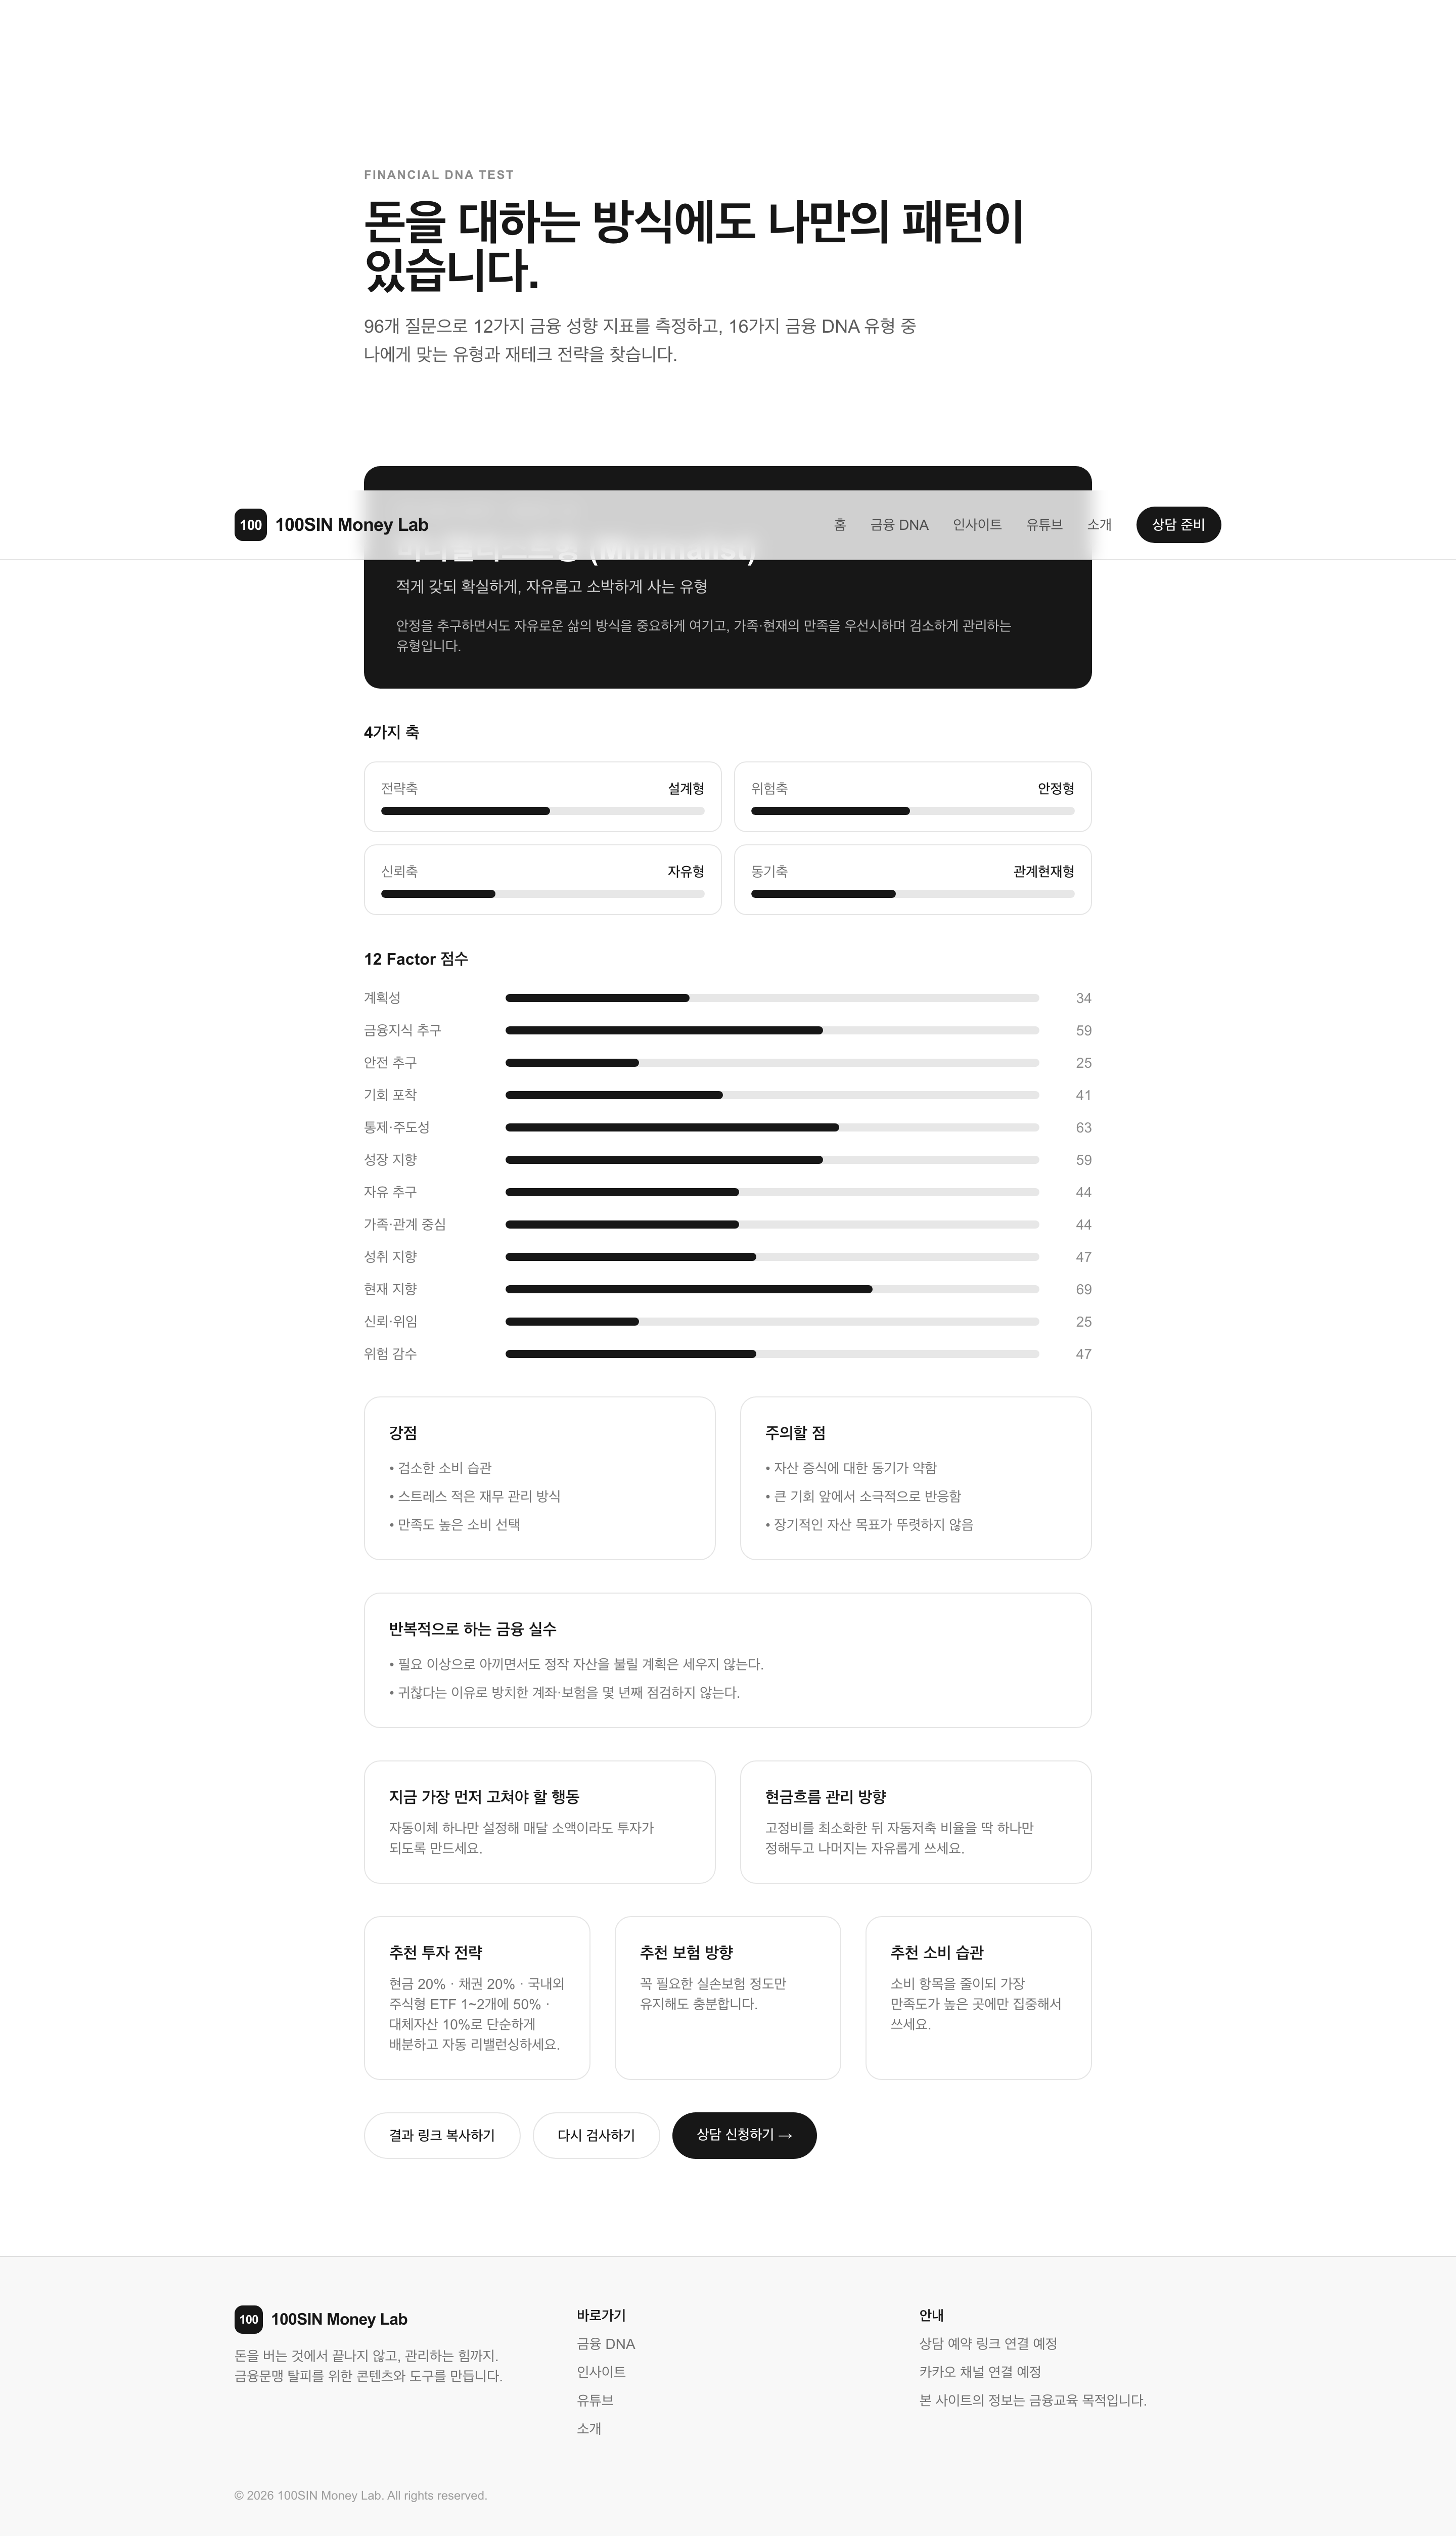 FINANCIAL DNA TEST
돈을 대하는 방식에도 나만의 패턴이
있습니다.
96개 질문으로 12가지 금융 성향 지표를 측정하고, 16가지 금융 DNA 유형 중
나에게 맞는 유형과 재테크 전략을 찾습니다.
100 100SIN Money Lab 홈 금융 DNA 인사이트 유튜브 소개 상담 준비
(Minimalist)
적게 갖되 확실하게, 자유롭고 소박하게 사는 유형
안정을 추구하면서도 자유로운 삶의 방식을 중요하게 여기고, 가족·현재의 만족을 우선시하며 검소하게 관리하는
유형입니다.
4가지 축
전략축 설계형
위험축 안정형
신뢰축 자유형
동기축 관계현재형
12 Factor 점수
계획성 34
금융지식 추구 59
안전 추구 25
기회 포착 41
통제·주도성 63
성장 지향 59
자유 추구 44
가족·관계 중심 44
성취 지향 47
현재 지향 69
신뢰·위임 25
위험 감수 47
강점
• 검소한 소비 습관
• 스트레스 적은 재무 관리 방식
• 만족도 높은 소비 선택
주의할 점
• 자산 증식에 대한 동기가 약함
• 큰 기회 앞에서 소극적으로 반응함
• 장기적인 자산 목표가 뚜렷하지 않음
반복적으로 하는 금융 실수
• 필요 이상으로 아끼면서도 정작 자산을 불릴 계획은 세우지 않는다.
• 귀찮다는 이유로 방치한 계좌·보험을 몇 년째 점검하지 않는다.
지금 가장 먼저 고쳐야 할 행동
자동이체 하나만 설정해 매달 소액이라도 투자가
되도록 만드세요.
현금흐름 관리 방향
고정비를 최소화한 뒤 자동저축 비율을 딱 하나만
정해두고 나머지는 자유롭게 쓰세요.
추천 투자 전략
현금 20% · 채권 20% · 국내외
주식형 ETF 1~2개에 50% ·
대체자산 10%로 단순하게
배분하고 자동 리밸런싱하세요.
추천 보험 방향
꼭 필요한 실손보험 정도만
유지해도 충분합니다.
추천 소비 습관
소비 항목을 줄이되 가장
만족도가 높은 곳에만 집중해서
쓰세요.
결과 링크 복사하기 다시 검사하기 상담 신청하기 →
100 100SIN Money Lab
돈을 버는 것에서 끝나지 않고, 관리하는 힘까지.
금융문맹 탈피를 위한 콘텐츠와 도구를 만듭니다.
바로가기
금융 DNA
인사이트
유튜브
소개
안내
상담 예약 링크 연결 예정
카카오 채널 연결 예정
본 사이트의 정보는 금융교육 목적입니다.
© 2026 100SIN Money Lab. All rights reserved.